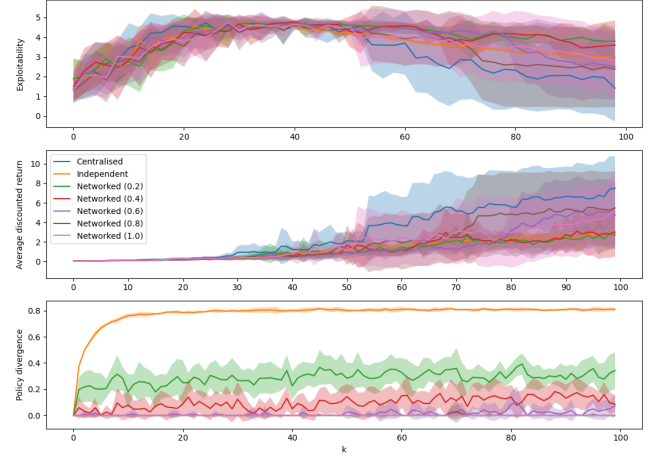 Exploitability
5
4
3
2
1
0
0 20 40 60 80 100
Average discounted return
10
8
6
4
2
0
Centralised
Independent
Networked (0.2)
Networked (0.4)
Networked (0.6)
Networked (0.8)
Networked (1.0)
0 10 20 30 40 50 60 70 80 90 100
Policy divergence
0.8
0.6
0.4
0.2
0.0
0 20 40 60 80 100
k